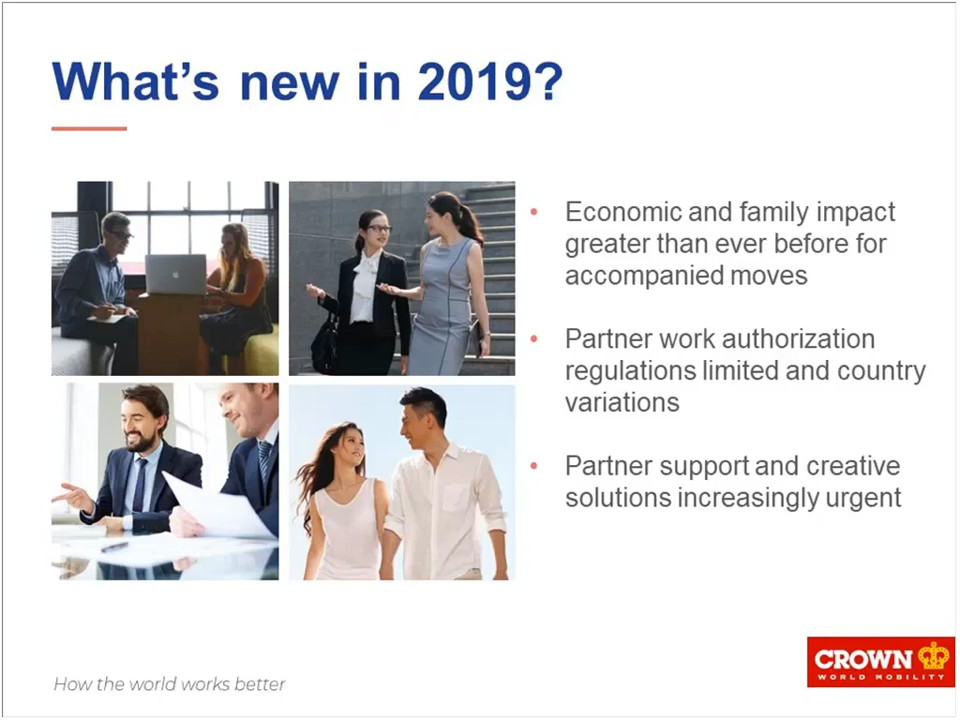 What's new in 2019?
• Economic and family impact
greater than ever before for
accompanied moves
• Partner work authorization
regulations limited and country
variations
• Partner support and creative
solutions increasingly urgent
CROWN
WORLD MOBILITY
How the world works better